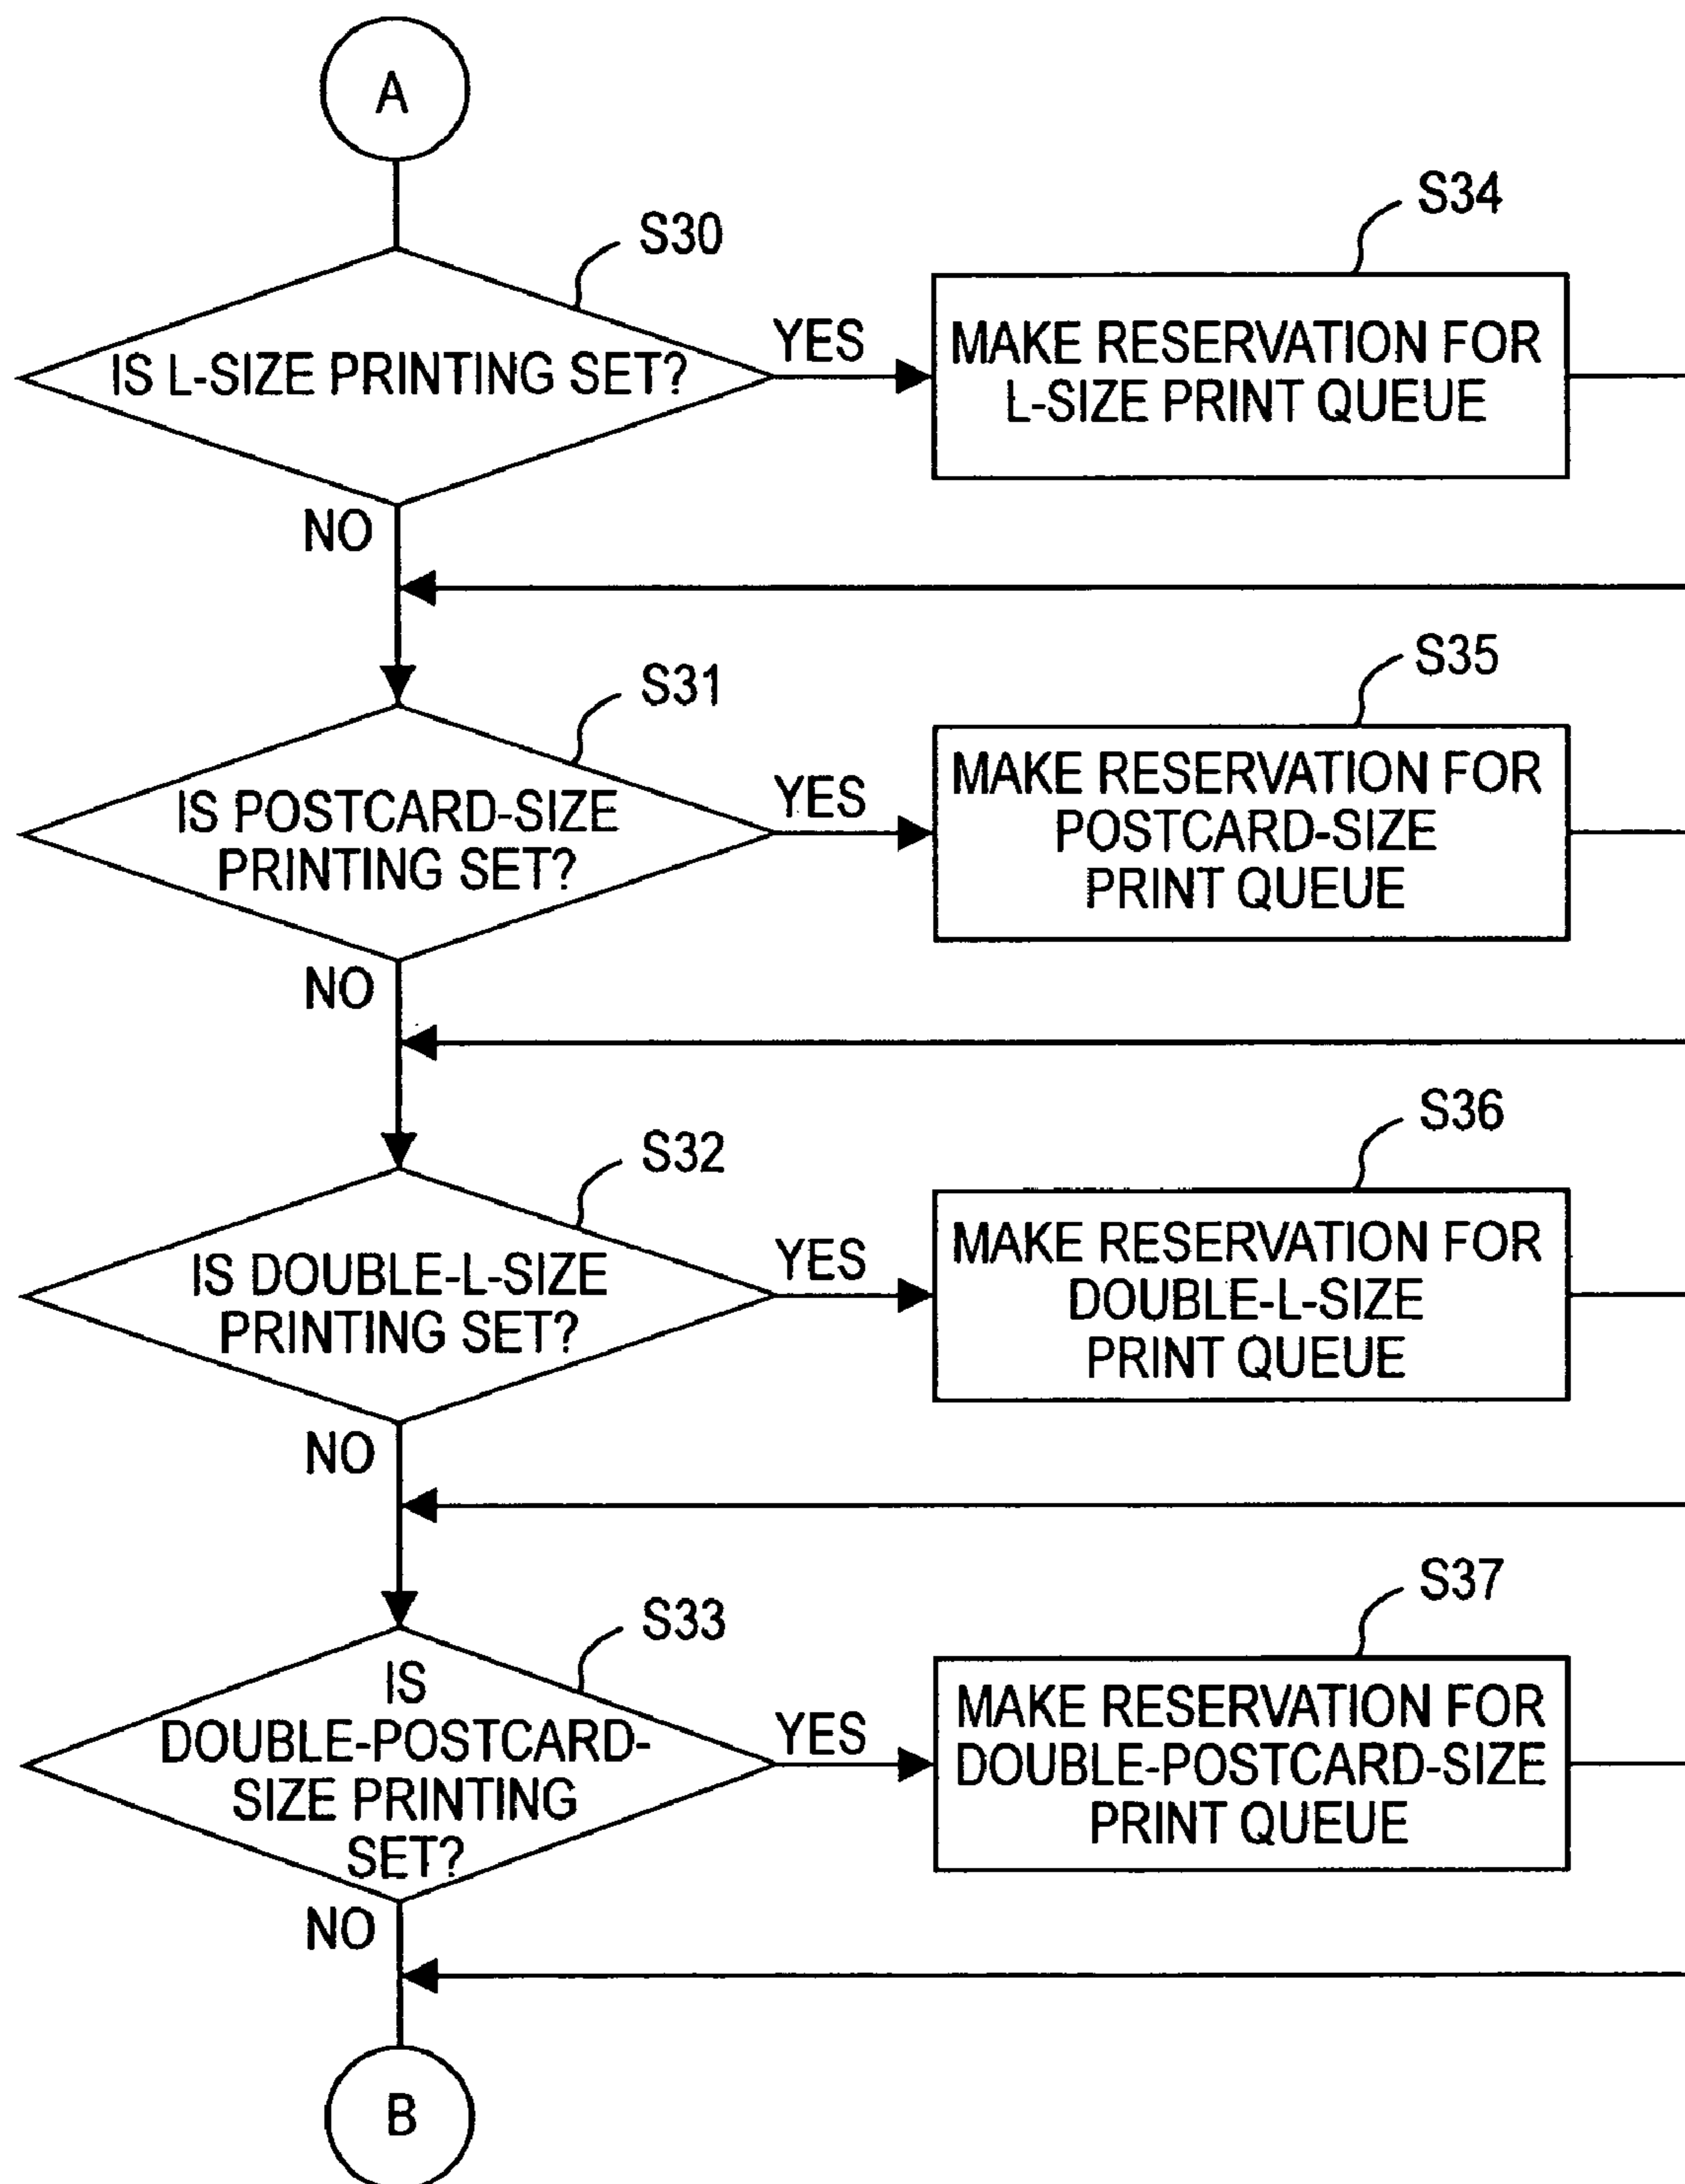 A
S30
IS L-SIZE PRINTING SET?
YES
S34
MAKE RESERVATION FOR
L-SIZE PRINT QUEUE
NO
S31
IS POSTCARD-SIZE
PRINTING SET?
YES
S35
MAKE RESERVATION FOR
POSTCARD-SIZE
PRINT QUEUE
NO
S32
IS DOUBLE-L-SIZE
PRINTING SET?
YES
S36
MAKE RESERVATION FOR
DOUBLE-L-SIZE
PRINT QUEUE
NO
S33
IS
DOUBLE-POSTCARD-
SIZE PRINTING
SET?
YES
S37
MAKE RESERVATION FOR
DOUBLE-POSTCARD-SIZE
PRINT QUEUE
NO
B